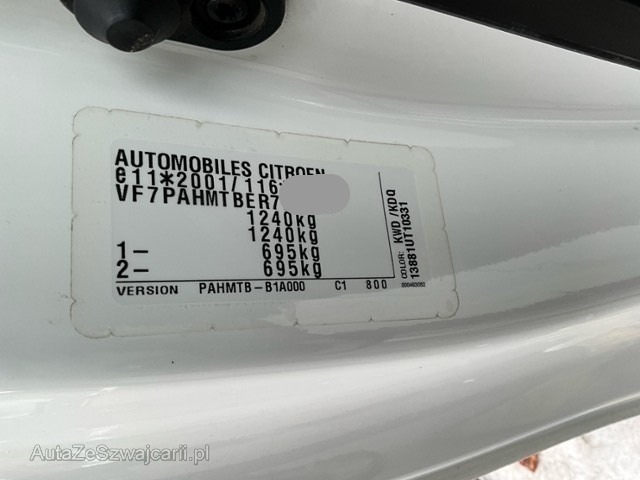 AUTOMOBILES CITROEN
e11*2001/116
VF7PAHMTBER7
1240kg
1240kg
1- 695kg
2- 695kg
VERSION PAHMTB-B1A000 C1 800
COLOR: KWD/KDQ
13881UT10331
AutaZeSzwajcarii.pl